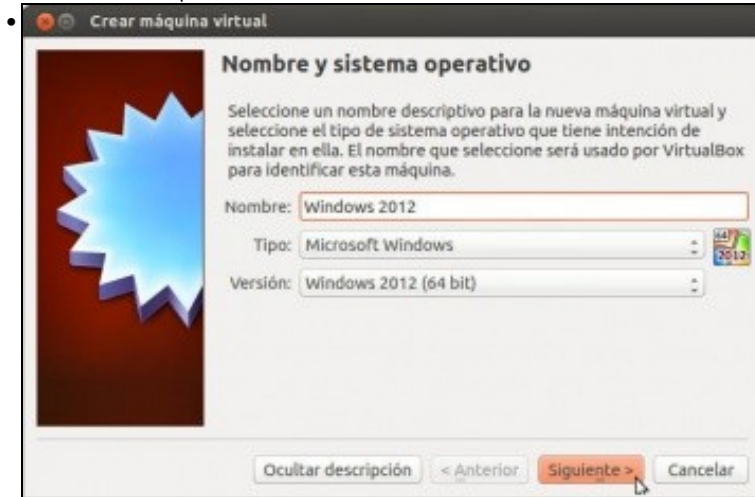 Crear máquina virtual
Nombre y sistema operativo
Seleccione un nombre descriptivo para la nueva máquina virtual y
seleccione el tipo de sistema operativo que tiene intención de
instalar en ella. El nombre que seleccione será usado por VirtualBox
para identificar esta máquina.
Nombre: Windows 2012
Tipo: Microsoft Windows
64
2012
Versión: Windows 2012 (64 bit)
Ocultar descripción < Anterior Siguiente > Cancelar